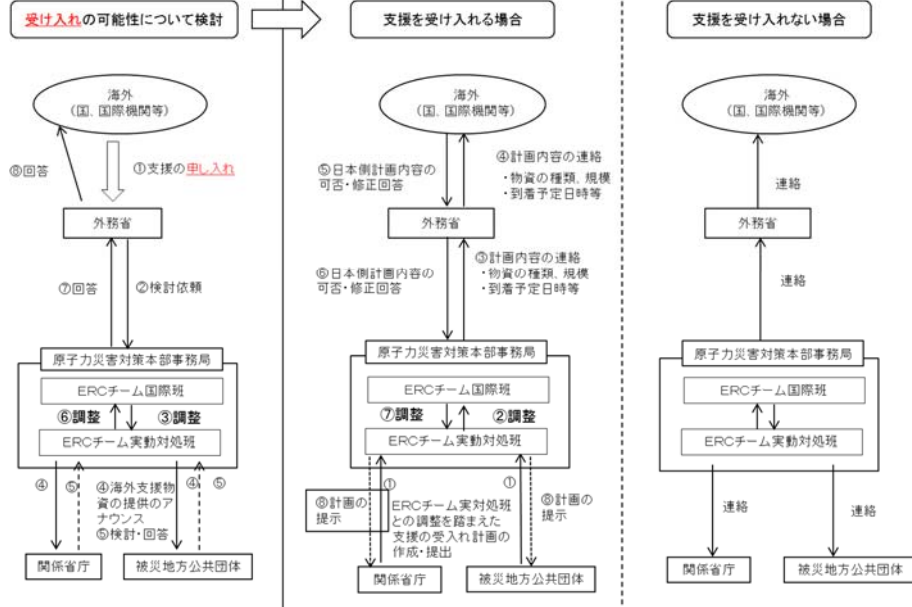 受け入れの可能性について検討
海外
(国、国際機関等)
⑧回答
①支援の申し入れ
外務省
⑦回答
②検討依頼
原子力災害対策本部事務局
ERCチーム国際班
⑥調整
③調整
ERCチーム実動対処班
④
⑤
④海外支援物
資の提供のア
ナウンス
⑤検討・回答
④
⑤
関係省庁
被災地方公共団体
支援を受け入れる場合
海外
(国、国際機関等)
⑤日本側計画内容の
可否・修正回答
④計画内容の連絡
・物資の種類、規模
・到着予定日時等
外務省
⑥日本側計画内容の
可否・修正回答
③計画内容の連絡
・物資の種類、規模
・到着予定日時等
原子力災害対策本部事務局
ERCチーム国際班
⑦調整
②調整
ERCチーム実動対処班
⑧計画の
提示
①
ERCチーム実対処班
との調整を踏まえた
支援の受入れ計画の
作成・提出
①
⑧計画の
提示
関係省庁
被災地方公共団体
支援を受け入れない場合
海外
(国、国際機関等)
連絡
外務省
連絡
原子力災害対策本部事務局
ERCチーム国際班
ERCチーム実動対処班
連絡
連絡
関係省庁
被災地方公共団体